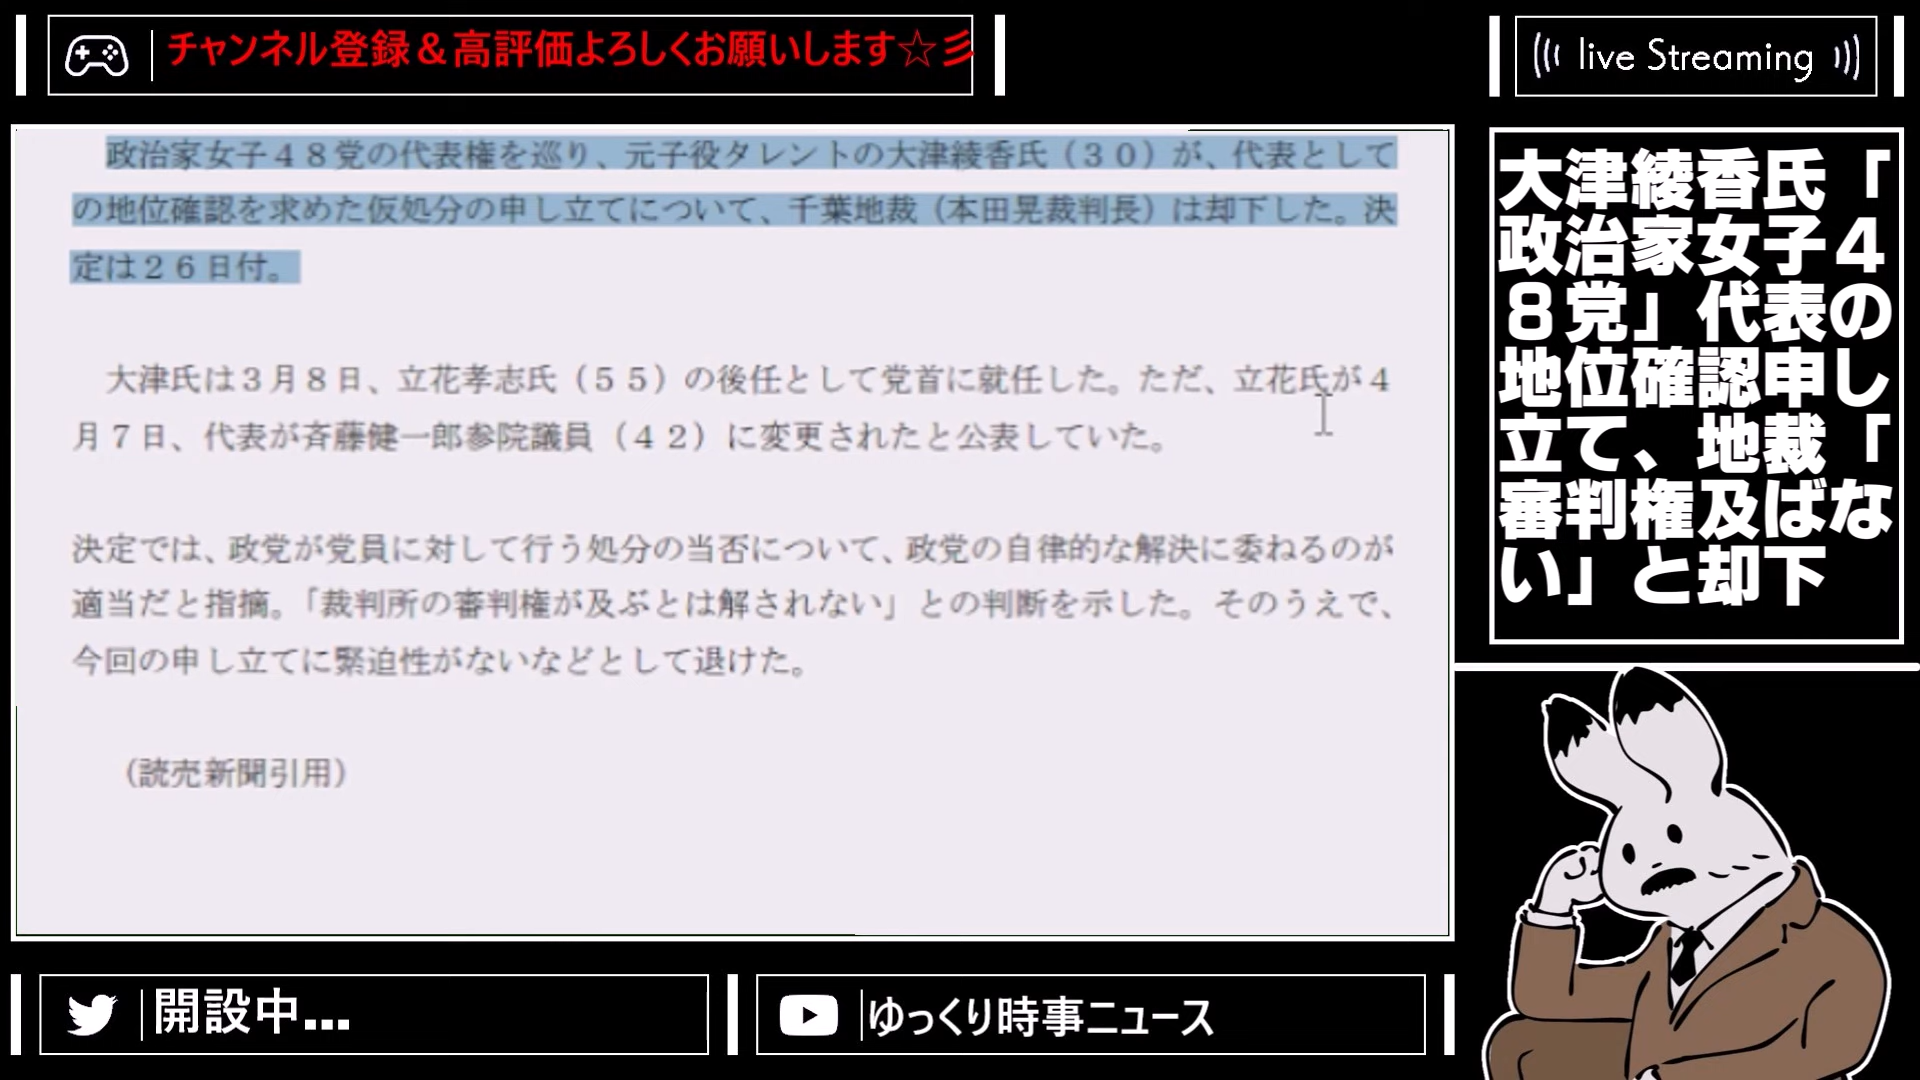 チャンネル登録＆高評価よろしくお願いします☆彡
live Streaming
政治家女子４８党の代表権を巡り、元子役タレントの大津綾香氏（３０）が、代表として
の地位確認を求めた仮処分の申し立てについて、千葉地裁（本田晃裁判長）は却下した。決
定は２６日付。
大津氏は３月８日、立花孝志氏（５５）の後任として党首に就任した。ただ、立花氏が４
月７日、代表が斉藤健一郎参院議員（４２）に変更されたと公表していた。
決定では、政党が党員に対して行う処分の当否について、政党の自律的な解決に委ねるのが
適当だと指摘。「裁判所の審判権が及ぶとは解されない」との判断を示した。そのうえで、
今回の申し立てに緊迫性がないなどとして退けた。
（読売新聞引用）
大津綾香氏「
政治家女子４
８党」代表の
地位確認申し
立て、地裁「
審判権及ばな
い」と却下
開設中...
ゆっくり時事ニュース